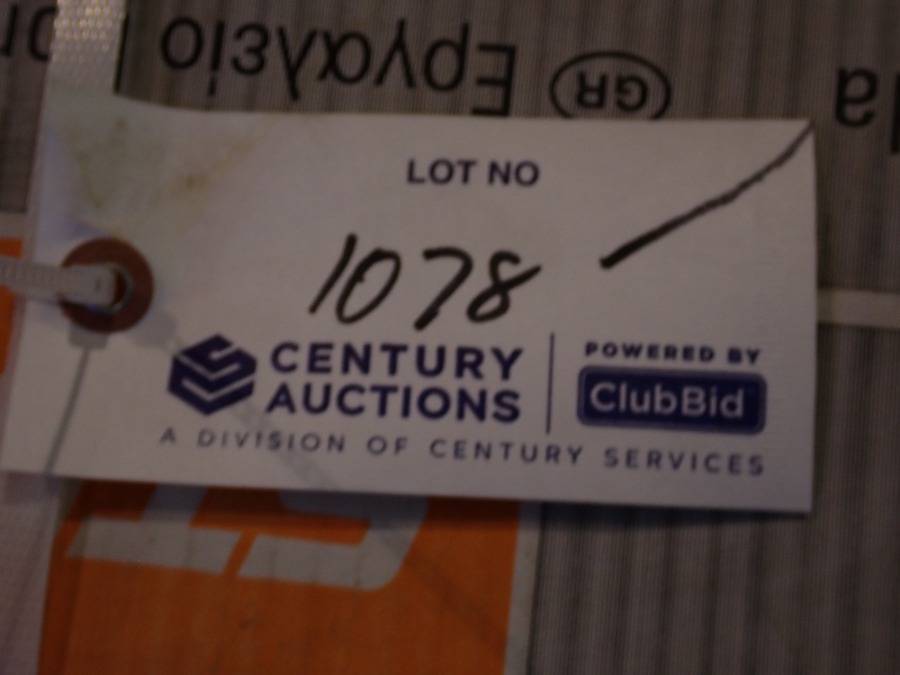 Εργαλείο GR
LOT NO
1078
CENTURY AUCTIONS
POWERED BY ClubBid
A DIVISION OF CENTURY SERVICES